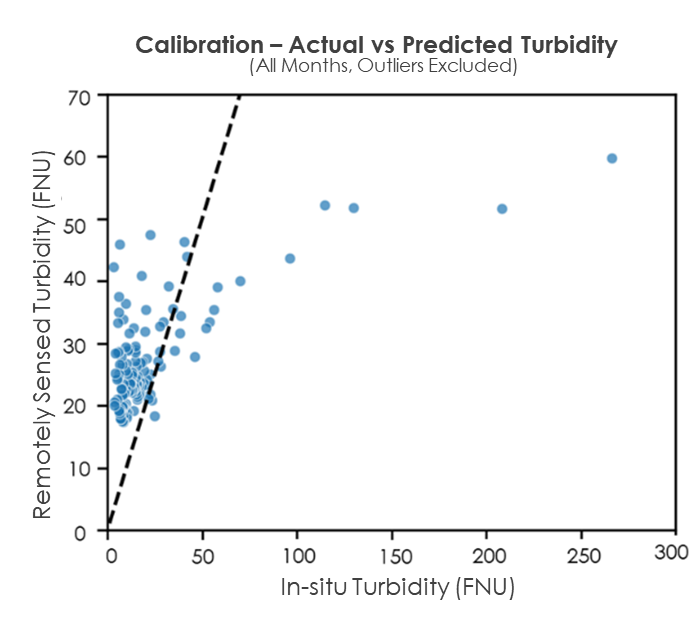 Calibration – Actual vs Predicted Turbidity
(All Months, Outliers Excluded)
Remotely Sensed Turbidity (FNU)
70
60
50
40
30
20
10
0
0 50 100 150 200 250 300
In-situ Turbidity (FNU)